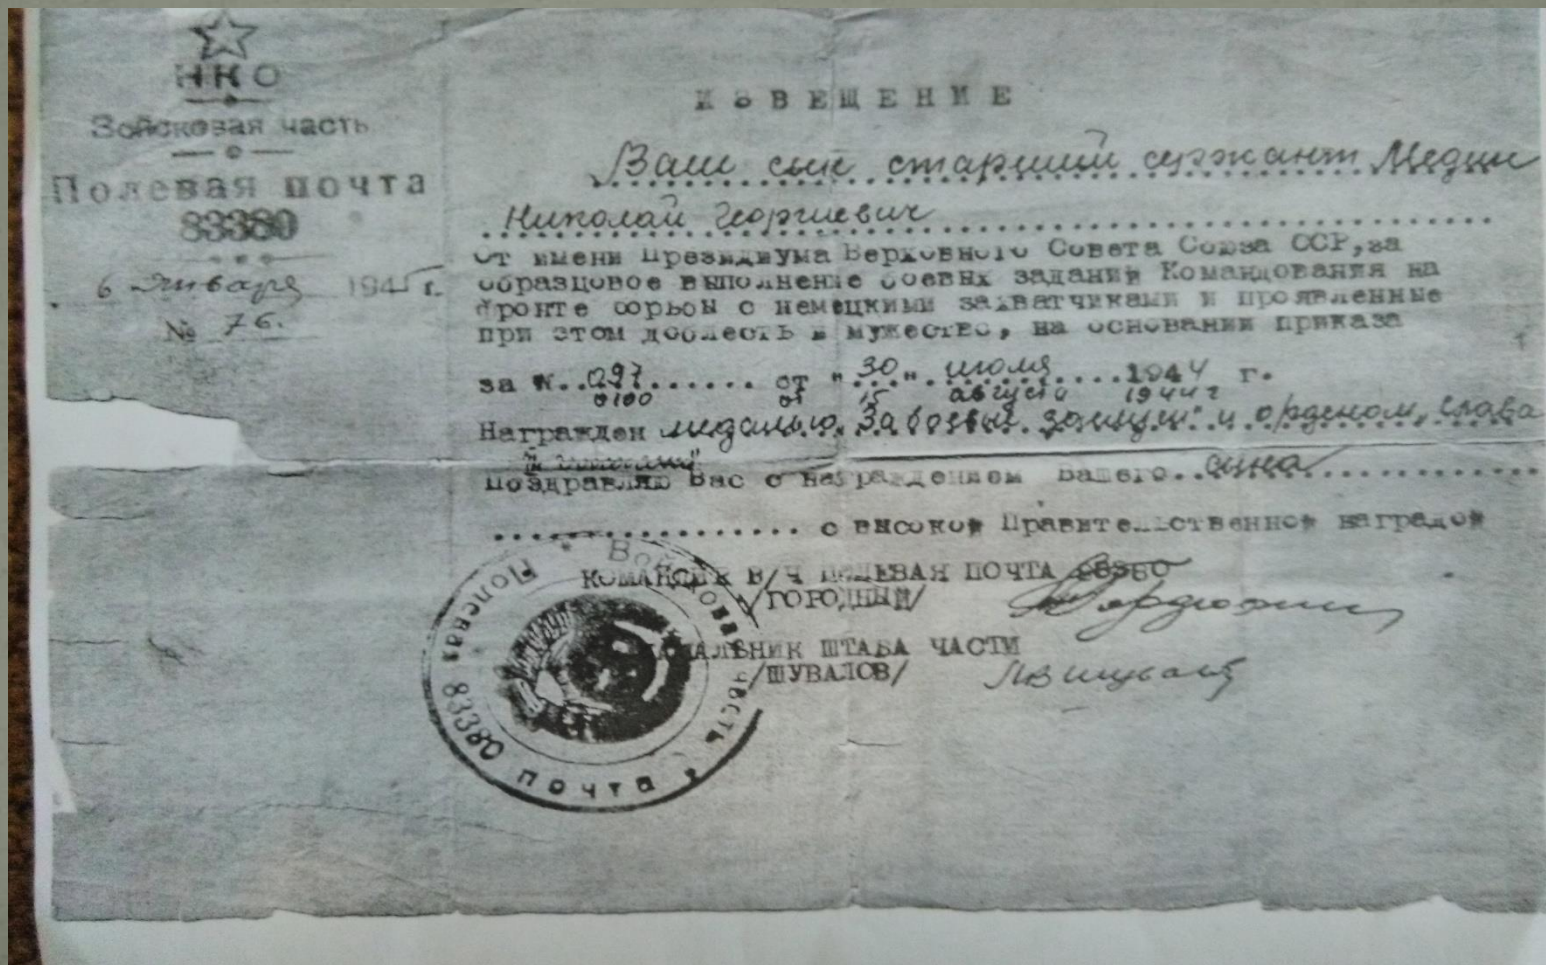 НКО
Войсковая часть
Полевая почта
83380
6 января 1945 г.
№ 76.
ИЗВЕЩЕНИЕ
Ваш сын старший сержант Медин
Николай Георгиевич
От имени Президиума Верховного Совета Союза ССР, за
образцовое выполнение боевых заданий Командования на
фронте борьбы с немецкими захватчиками и проявленные
при этом доблесть и мужество, на основании приказа
за №..097....... от "30". июля....1944 г.
0100 от 15 августа 1944 г
Награжден медалью "За боевые заслуги" и орденом "Слава
Поздравляю Вас с награждением Вашего..сына.............
.................. с высокой Правительственной наградой
КОМАНДИР В/Ч ПОЛЕВАЯ ПОЧТА 83380
/ГОРОДНЫЙ/
НАЧАЛЬНИК ШТАБА ЧАСТИ
/ШУВАЛОВ/
Войсковая часть * Полевая почта 08338